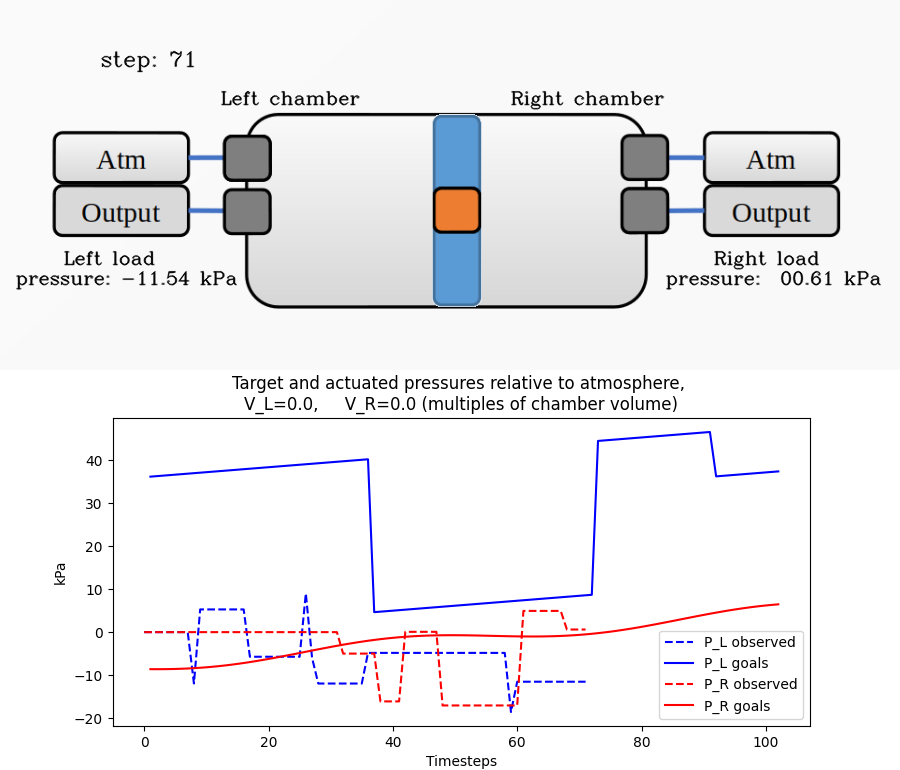 step: 71
Left chamber
Right chamber
Atm
Atm
Output
Output
Left load
pressure: −11.54 kPa
Right load
pressure: 00.61 kPa
Target and actuated pressures relative to atmosphere,
V_L=0.0, V_R=0.0 (multiples of chamber volume)
40
30
20
10
0
−10
−20
kPa
0
20
40
60
80
100
Timesteps
P_L observed
P_L goals
P_R observed
P_R goals